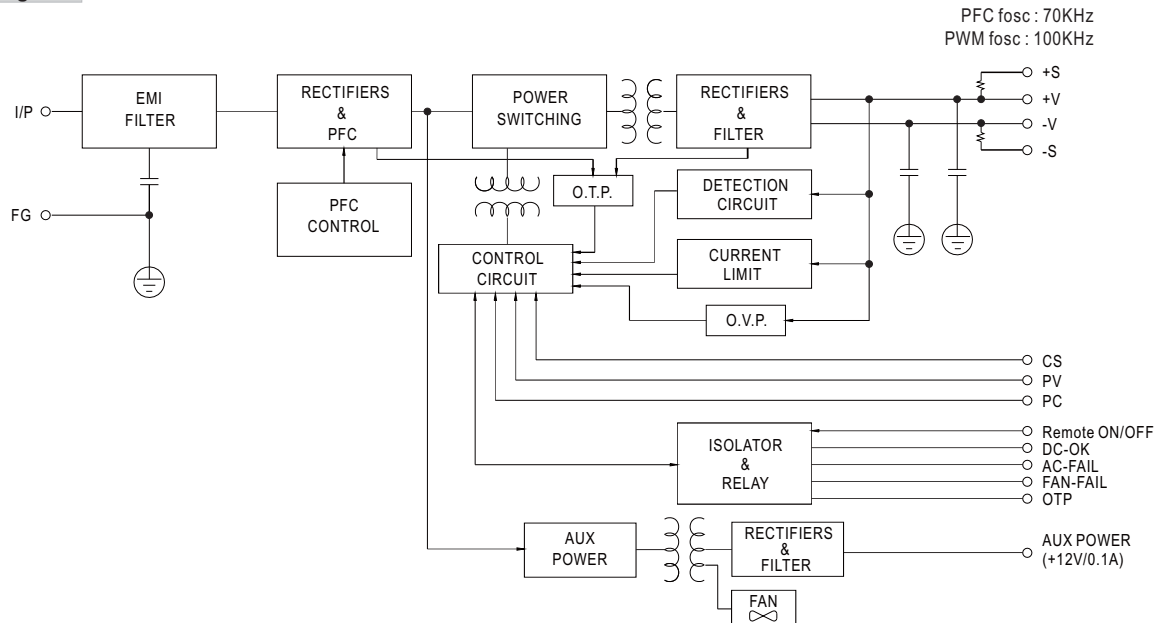 PFC fosc : 70KHz
PWM fosc : 100KHz
I/P
EMI
FILTER
RECTIFIERS
&
PFC
POWER
SWITCHING
RECTIFIERS
&
FILTER
+S
+V
-V
-S
FG
PFC
CONTROL
O.T.P.
DETECTION
CIRCUIT
CONTROL
CIRCUIT
CURRENT
LIMIT
O.V.P.
CS
PV
PC
ISOLATOR
&
RELAY
Remote ON/OFF
DC-OK
AC-FAIL
FAN-FAIL
OTP
AUX
POWER
RECTIFIERS
&
FILTER
AUX POWER
(+12V/0.1A)
FAN